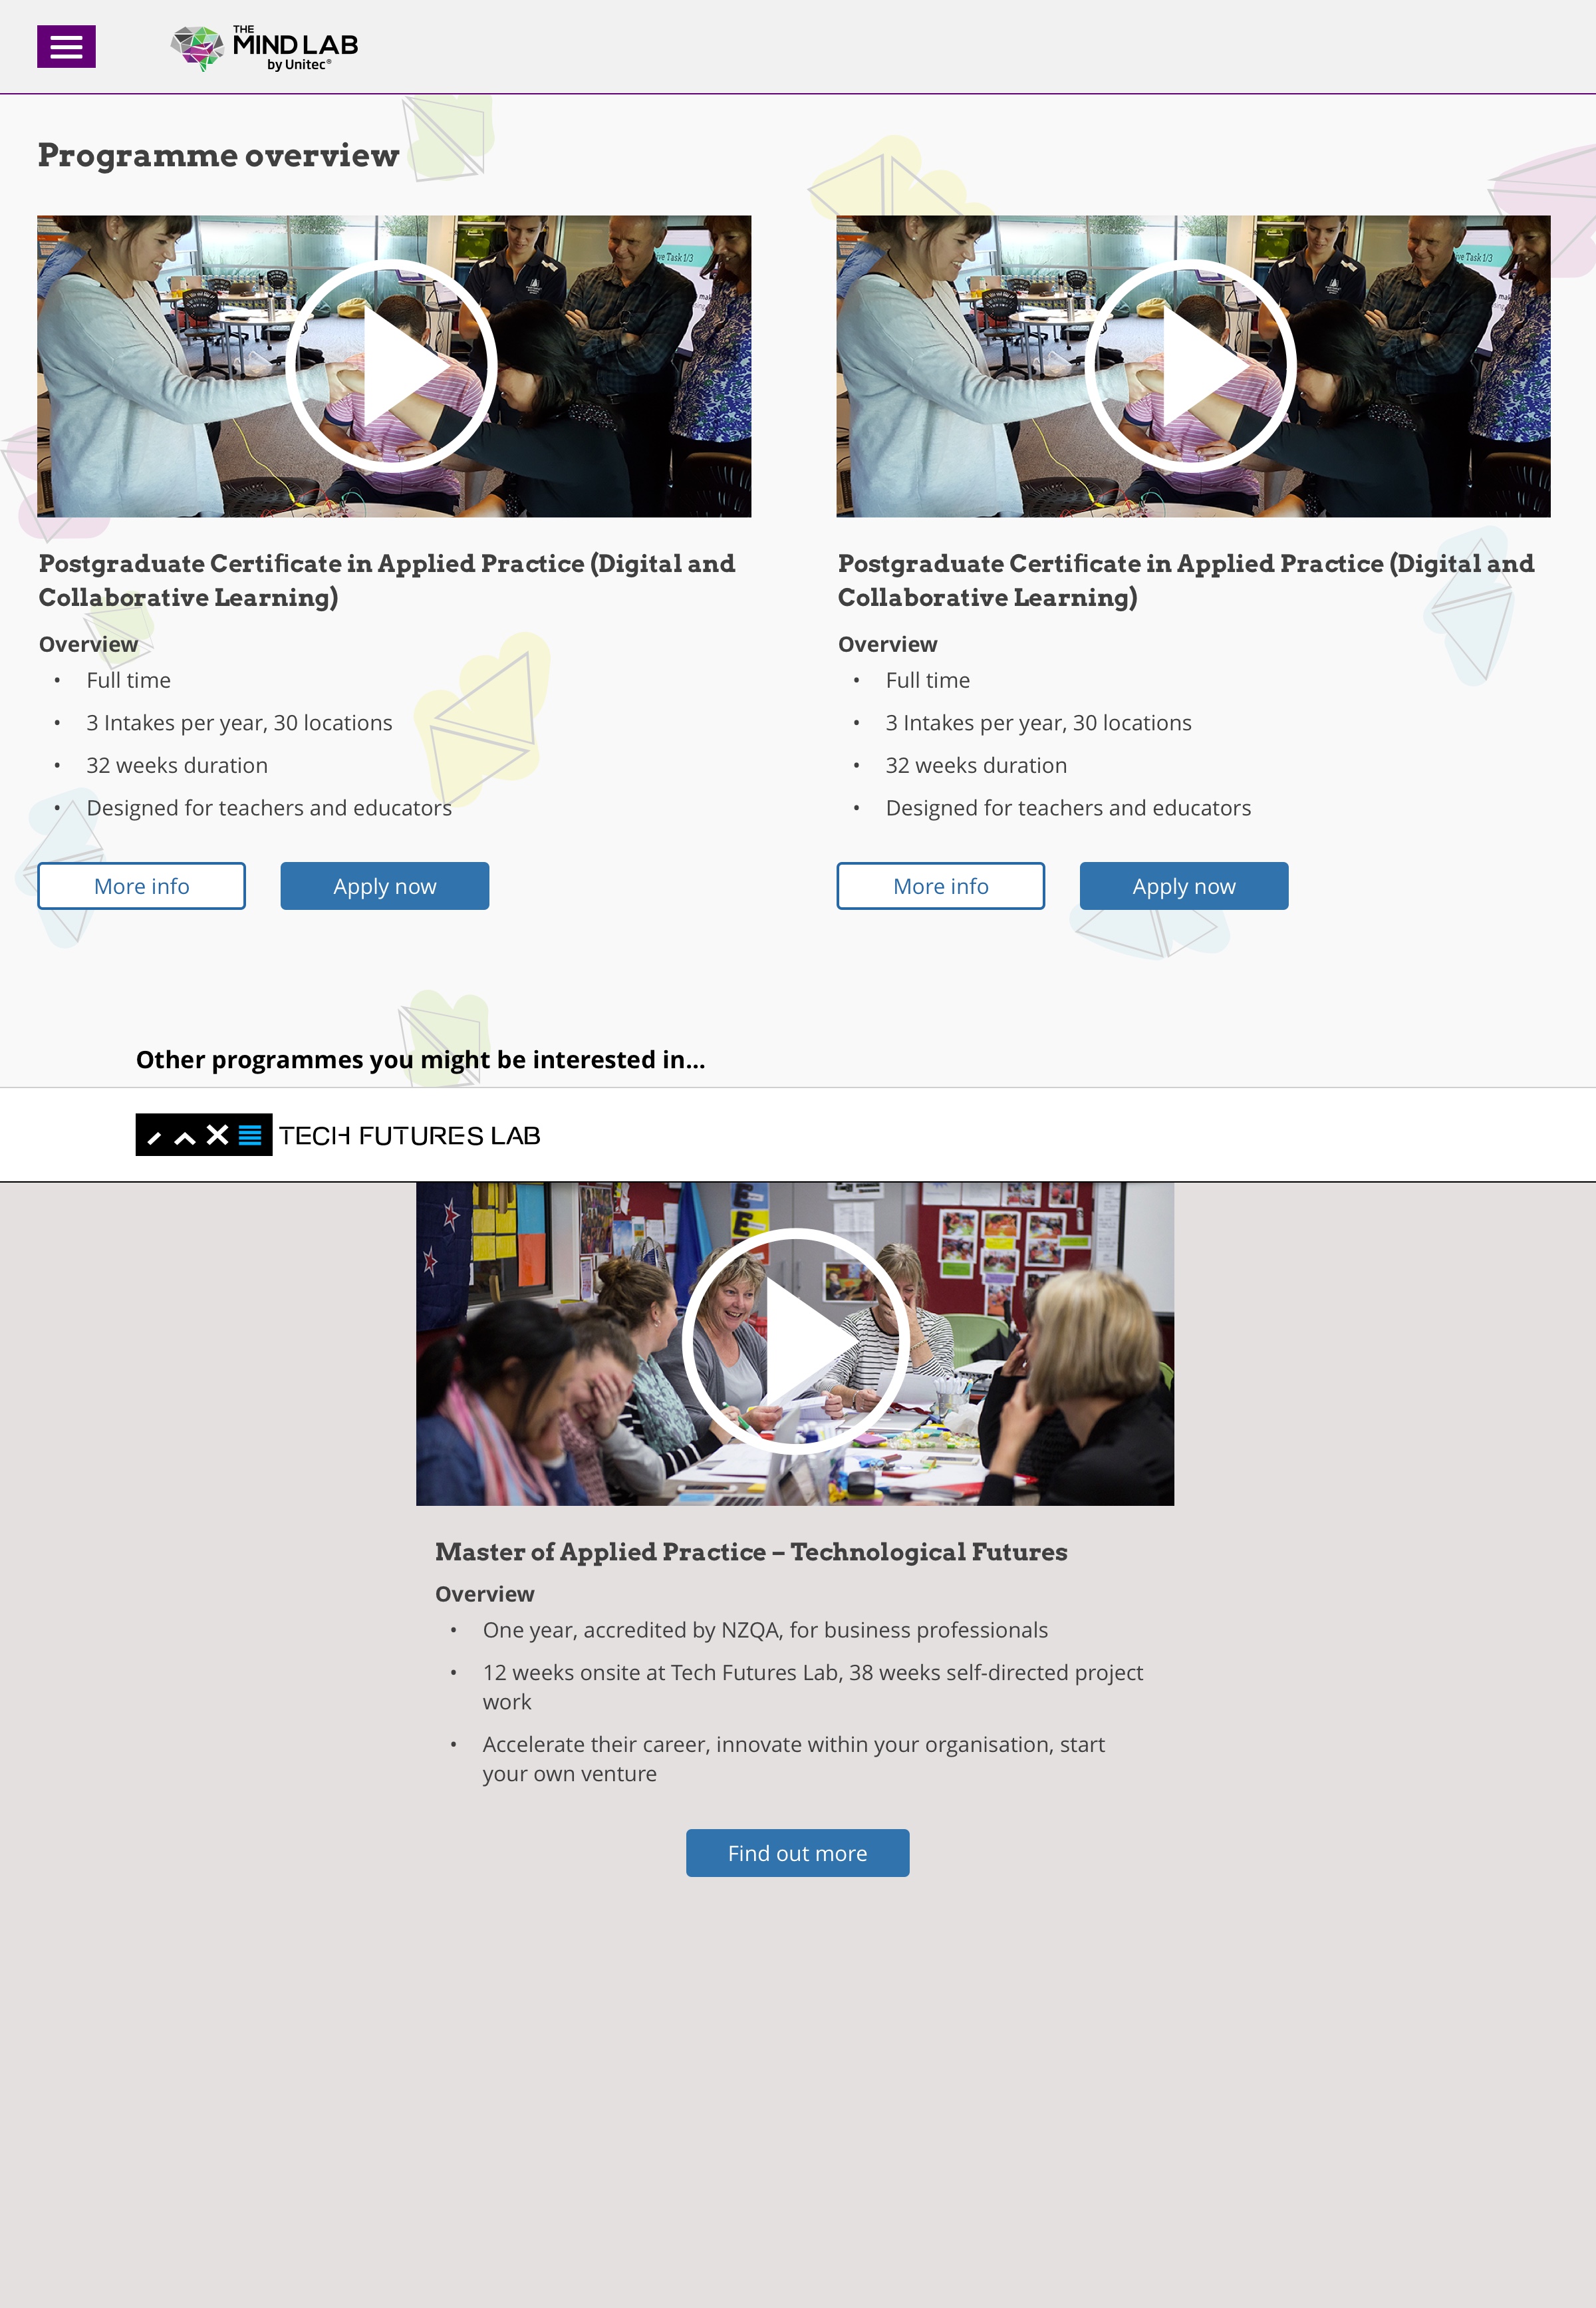 THE
MIND LAB
by Unitec®
Programme overview
ve Task 1/3
Postgraduate Certificate in Applied Practice (Digital and
Collaborative Learning)
Overview
• Full time
• 3 Intakes per year, 30 locations
• 32 weeks duration
• Designed for teachers and educators
More info
Apply now
ve Task 1/3
Postgraduate Certificate in Applied Practice (Digital and
Collaborative Learning)
Overview
• Full time
• 3 Intakes per year, 30 locations
• 32 weeks duration
• Designed for teachers and educators
More info
Apply now
Other programmes you might be interested in...
TECH FUTURES LAB
Master of Applied Practice – Technological Futures
Overview
• One year, accredited by NZQA, for business professionals
• 12 weeks onsite at Tech Futures Lab, 38 weeks self-directed project
work
• Accelerate their career, innovate within your organisation, start
your own venture
Find out more